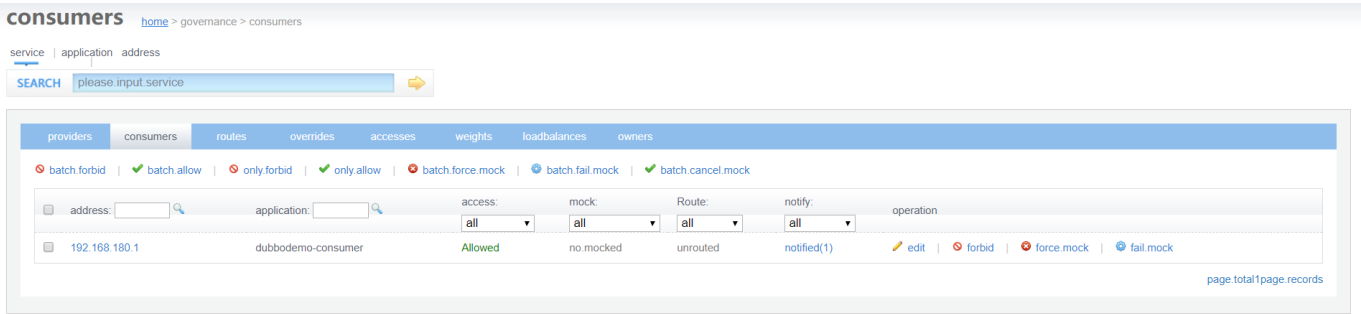 consumers home > governance > consumers
service | application address
SEARCH please.input.service
providers consumers routes overrides accesses weights loadbalances owners
batch.forbid | batch.allow | only.forbid | only.allow | batch.force.mock | batch.fail.mock | batch.cancel.mock
address: application: access: mock: Route: notify: operation
all all all all
192.168.180.1 dubbodemo-consumer Allowed no.mocked unrouted notified(1) edit | forbid | force.mock | fail.mock
page.total1page.records